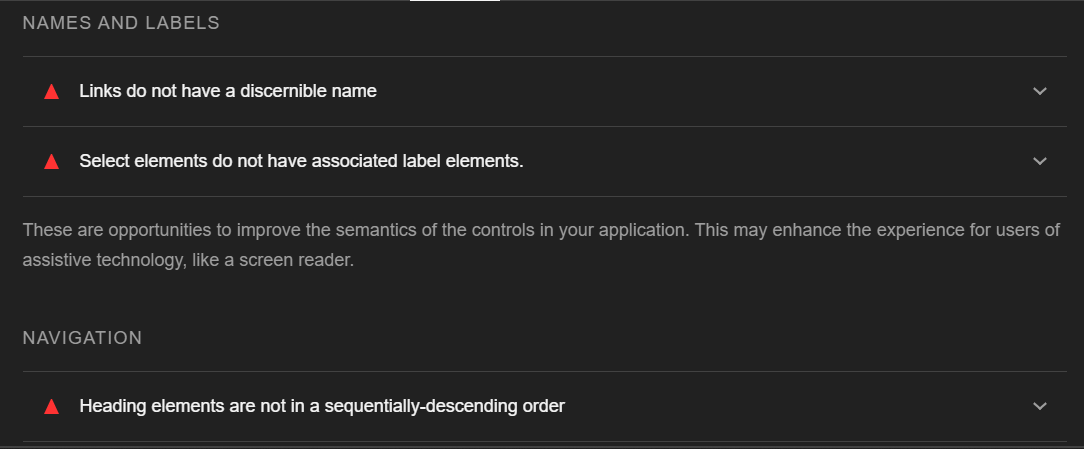 NAMES AND LABELS
Links do not have a discernible name
Select elements do not have associated label elements.
These are opportunities to improve the semantics of the controls in your application. This may enhance the experience for users of
assistive technology, like a screen reader.
NAVIGATION
Heading elements are not in a sequentially-descending order